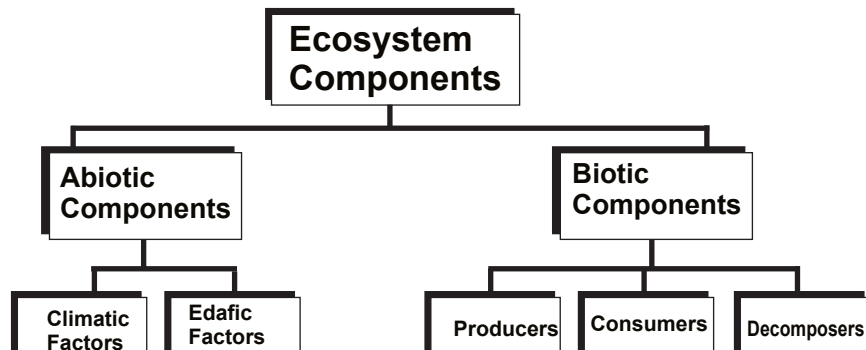 Ecosystem
Components
Abiotic
Components
Biotic
Components
Climatic
Factors
Edafic
Factors
Producers
Consumers
Decomposers